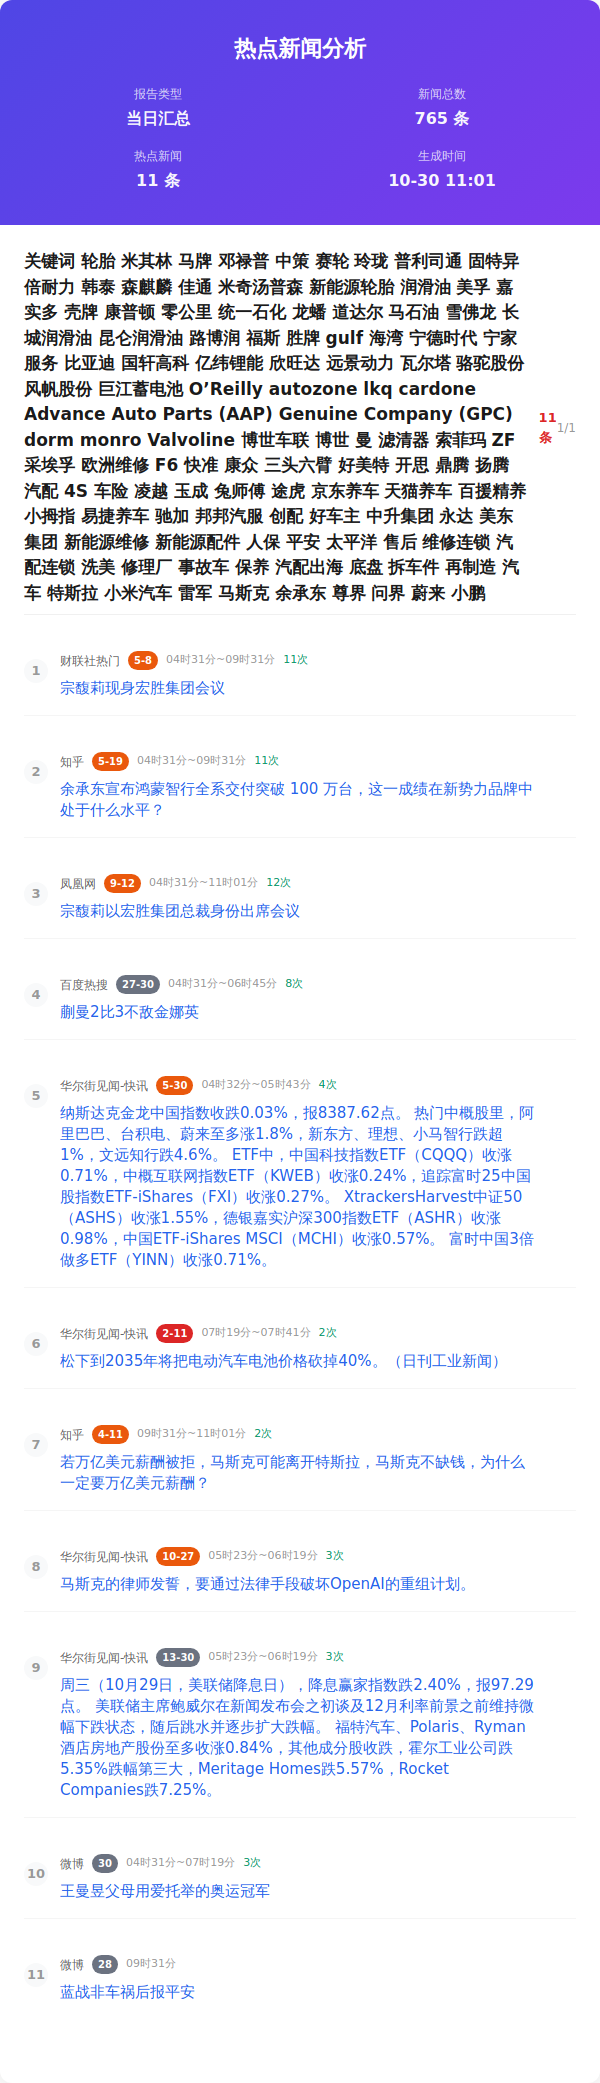 热点新闻分析
报告类型
当日汇总
新闻总数
765 条
热点新闻
11 条
生成时间
10-30 11:01
关键词 轮胎 米其林 马牌 邓禄普 中策 赛轮 玲珑 普利司通 固特异
倍耐力 韩泰 森麒麟 佳通 米奇汤普森 新能源轮胎 润滑油 美孚 嘉
实多 壳牌 康普顿 零公里 统一石化 龙蟠 道达尔 马石油 雪佛龙 长
城润滑油 昆仑润滑油 路博润 福斯 胜牌 gulf 海湾 宁德时代 宁家
服务 比亚迪 国轩高科 亿纬锂能 欣旺达 远景动力 瓦尔塔 骆驼股份
风帆股份 巨江蓄电池 O’Reilly autozone lkq cardone
Advance Auto Parts (AAP) Genuine Company (GPC)
dorm monro Valvoline 博世车联 博世 曼 滤清器 索菲玛 ZF
采埃孚 欧洲维修 F6 快准 康众 三头六臂 好美特 开思 鼎腾 扬腾
汽配 4S 车险 凌越 玉成 兔师傅 途虎 京东养车 天猫养车 百援精养
小拇指 易捷养车 驰加 邦邦汽服 创配 好车主 中升集团 永达 美东
集团 新能源维修 新能源配件 人保 平安 太平洋 售后 维修连锁 汽
配连锁 洗美 修理厂 事故车 保养 汽配出海 底盘 拆车件 再制造 汽
车 特斯拉 小米汽车 雷军 马斯克 余承东 尊界 问界 蔚来 小鹏
11
条
1/1
1
财联社热门 5-8 04时31分~09时31分 11次
宗馥莉现身宏胜集团会议
2
知乎 5-19 04时31分~09时31分 11次
余承东宣布鸿蒙智行全系交付突破 100 万台，这一成绩在新势力品牌中
处于什么水平？
3
凤凰网 9-12 04时31分~11时01分 12次
宗馥莉以宏胜集团总裁身份出席会议
4
百度热搜 27-30 04时31分~06时45分 8次
蒯曼2比3不敌金娜英
5
华尔街见闻-快讯 5-30 04时32分~05时43分 4次
纳斯达克金龙中国指数收跌0.03%，报8387.62点。 热门中概股里，阿
里巴巴、台积电、蔚来至多涨1.8%，新东方、理想、小马智行跌超
1%，文远知行跌4.6%。 ETF中，中国科技指数ETF（CQQQ）收涨
0.71%，中概互联网指数ETF（KWEB）收涨0.24%，追踪富时25中国
股指数ETF-iShares（FXI）收涨0.27%。 XtrackersHarvest中证50
（ASHS）收涨1.55%，德银嘉实沪深300指数ETF（ASHR）收涨
0.98%，中国ETF-iShares MSCI（MCHI）收涨0.57%。 富时中国3倍
做多ETF（YINN）收涨0.71%。
6
华尔街见闻-快讯 2-11 07时19分~07时41分 2次
松下到2035年将把电动汽车电池价格砍掉40%。（日刊工业新闻）
7
知乎 4-11 09时31分~11时01分 2次
若万亿美元薪酬被拒，马斯克可能离开特斯拉，马斯克不缺钱，为什么
一定要万亿美元薪酬？
8
华尔街见闻-快讯 10-27 05时23分~06时19分 3次
马斯克的律师发誓，要通过法律手段破坏OpenAI的重组计划。
9
华尔街见闻-快讯 13-30 05时23分~06时19分 3次
周三（10月29日，美联储降息日），降息赢家指数跌2.40%，报97.29
点。 美联储主席鲍威尔在新闻发布会之初谈及12月利率前景之前维持微
幅下跌状态，随后跳水并逐步扩大跌幅。 福特汽车、Polaris、Ryman
酒店房地产股份至多收涨0.84%，其他成分股收跌，霍尔工业公司跌
5.35%跌幅第三大，Meritage Homes跌5.57%，Rocket
Companies跌7.25%。
10
微博 30 04时31分~07时19分 3次
王曼昱父母用爱托举的奥运冠军
11
微博 28 09时31分
蓝战非车祸后报平安